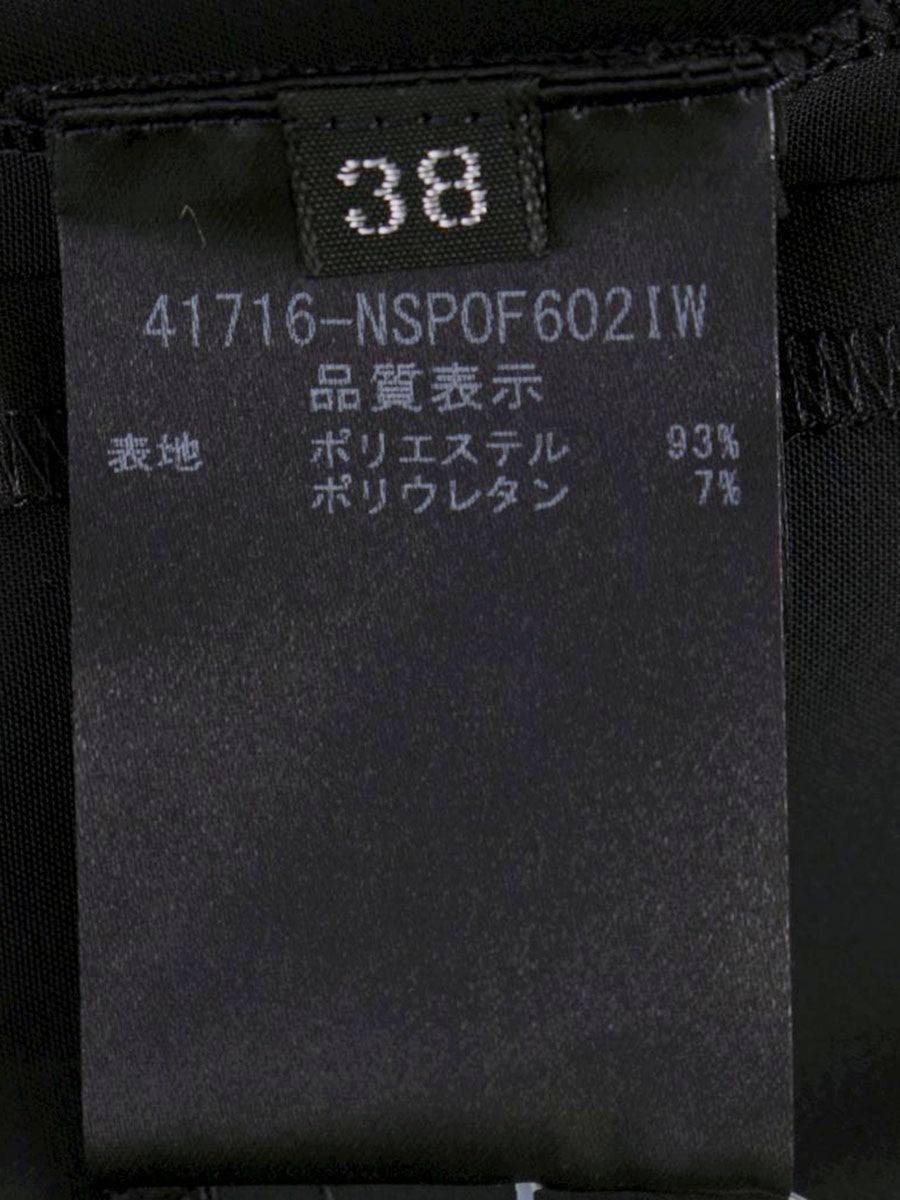 38
41716-NSPOF602IW
品質表示
表地 ポリエステル 93%
ポリウレタン 7%